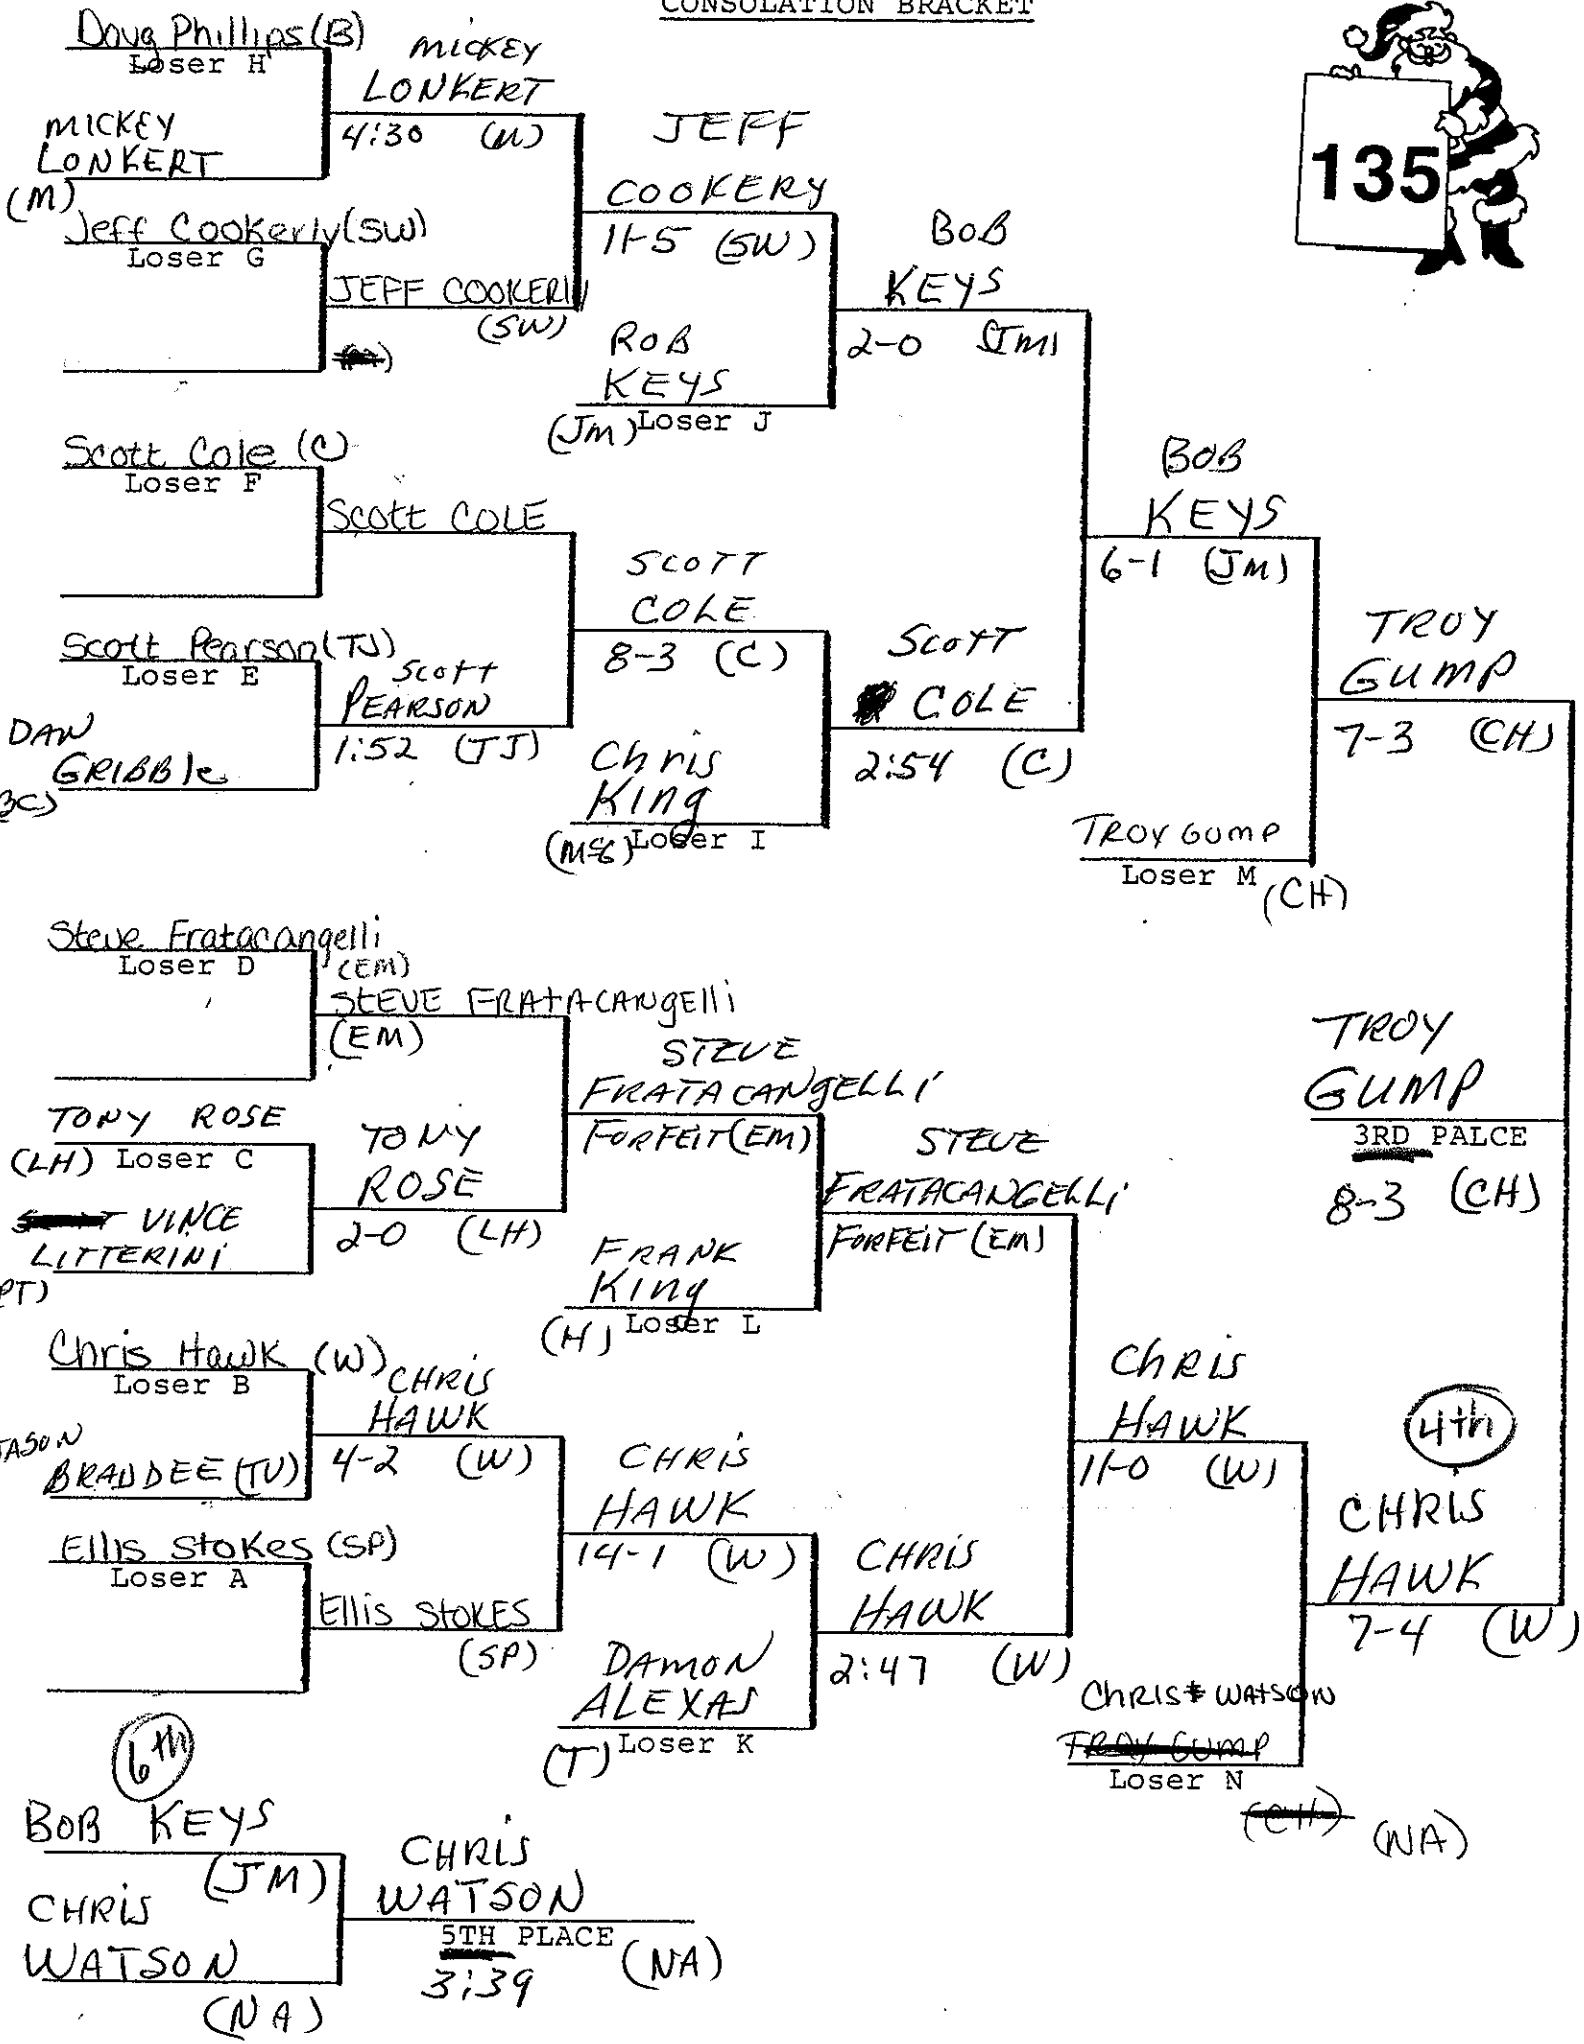 CONSOLATION BRACKET
135
Doug Phillips (B)
Loser H
MICKEY
LONKERT
(M)
MICKEY
LONKERT
4:30 (M)
Jeff Cookerly (SW)
Loser G
JEFF COOKERLY
(SW)
JEFF
COOKERY
11-5 (SW)
ROB
KEYS
(JM) Loser J
BOB
KEYS
2-0 (JM)
Scott Cole (C)
Loser F
Scott COLE
Scott Pearson (TJ)
Loser E
DAN
GRIBBle
BC)
Scott
PEARSON
1:52 (TJ)
SCOTT
COLE
8-3 (C)
Chris
King
Loser I
SCOTT
COLE
2:54 (C)
BOB
KEYS
6-1 (JM)
TROY GUMP
Loser M
(CH)
TROY
GUMP
7-3 (CH)
Steve Fratacangelli
Loser D
(EM)
STEVE FRATACANgelli
(EM)
TONY ROSE
(LH) Loser C
VINCE
LITTERINI
PT)
TONY
ROSE
2-0 (LH)
STEVE
FRATACANgELLi
FORFEIT (EM)
FRANK
King
(H) Loser L
STEVE
FRATACANGELLi
FORFEIT (EM)
Chris Hawk (W)
Loser B
JASON
BRADDEE (TV)
CHRIS
HAWK
4-2 (W)
Ellis Stokes (SP)
Loser A
Ellis STOKES
(SP)
CHRIS
HAWK
14-1 (W)
DAMON
ALEXAS
(T) Loser K
CHRIS
HAWK
2:47 (W)
ChRIS
HAWK
11-0 (W)
ChRIS WATSON
TROY GUMP
Loser N
(CH) (NA)
4th
CHRIS
HAWK
7-4 (W)
TROY
GUMP
3RD PALCE
8-3 (CH)
6th
BOB KEYS
(JM)
CHRIS
WATSON
(NA)
CHRIS
WATSON
5TH PLACE
3:39 (NA)